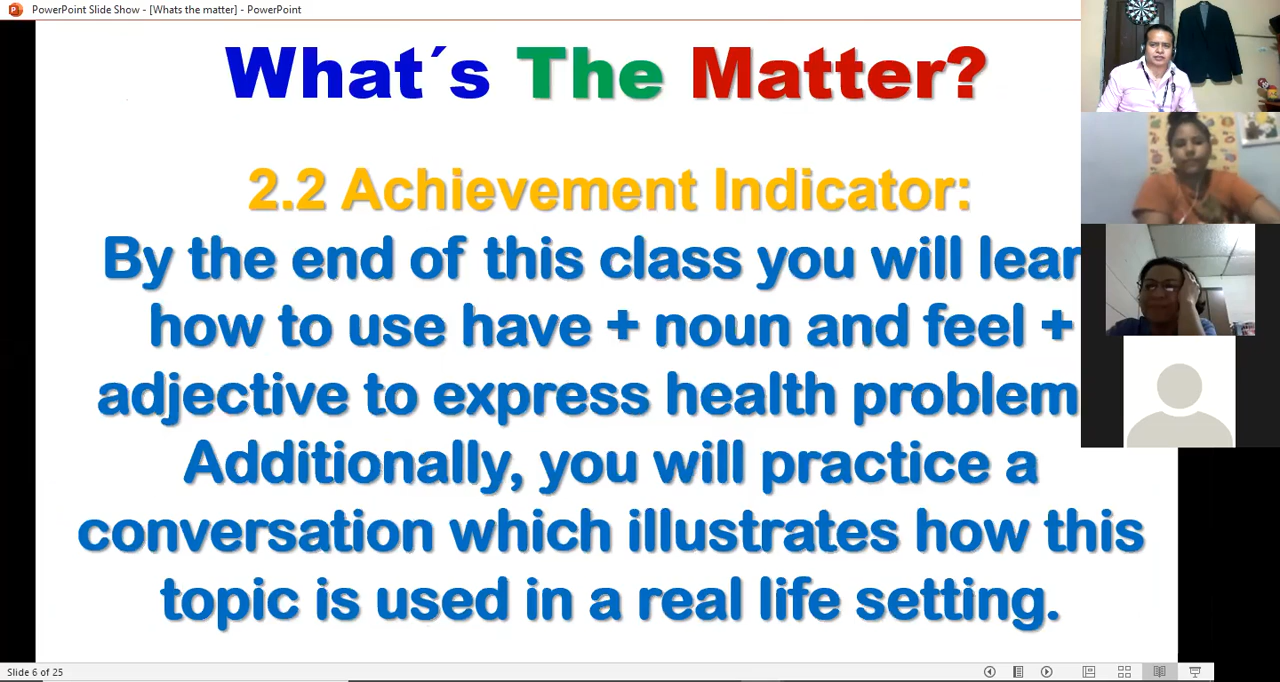 PowerPoint Slide Show - [Whats the matter] - PowerPoint
What´s The Matter?
2.2 Achievement Indicator:
By the end of this class you will lear
how to use have + noun and feel +
adjective to express health problem
Additionally, you will practice a
conversation which illustrates how this
topic is used in a real life setting.
Slide 6 of 25